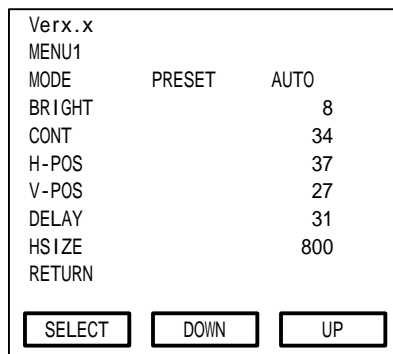 Verx.x
MENU1
MODE PRESET AUTO
BRIGHT 8
CONT 34
H-POS 37
V-POS 27
DELAY 31
HSIZE 800
RETURN
SELECT DOWN UP